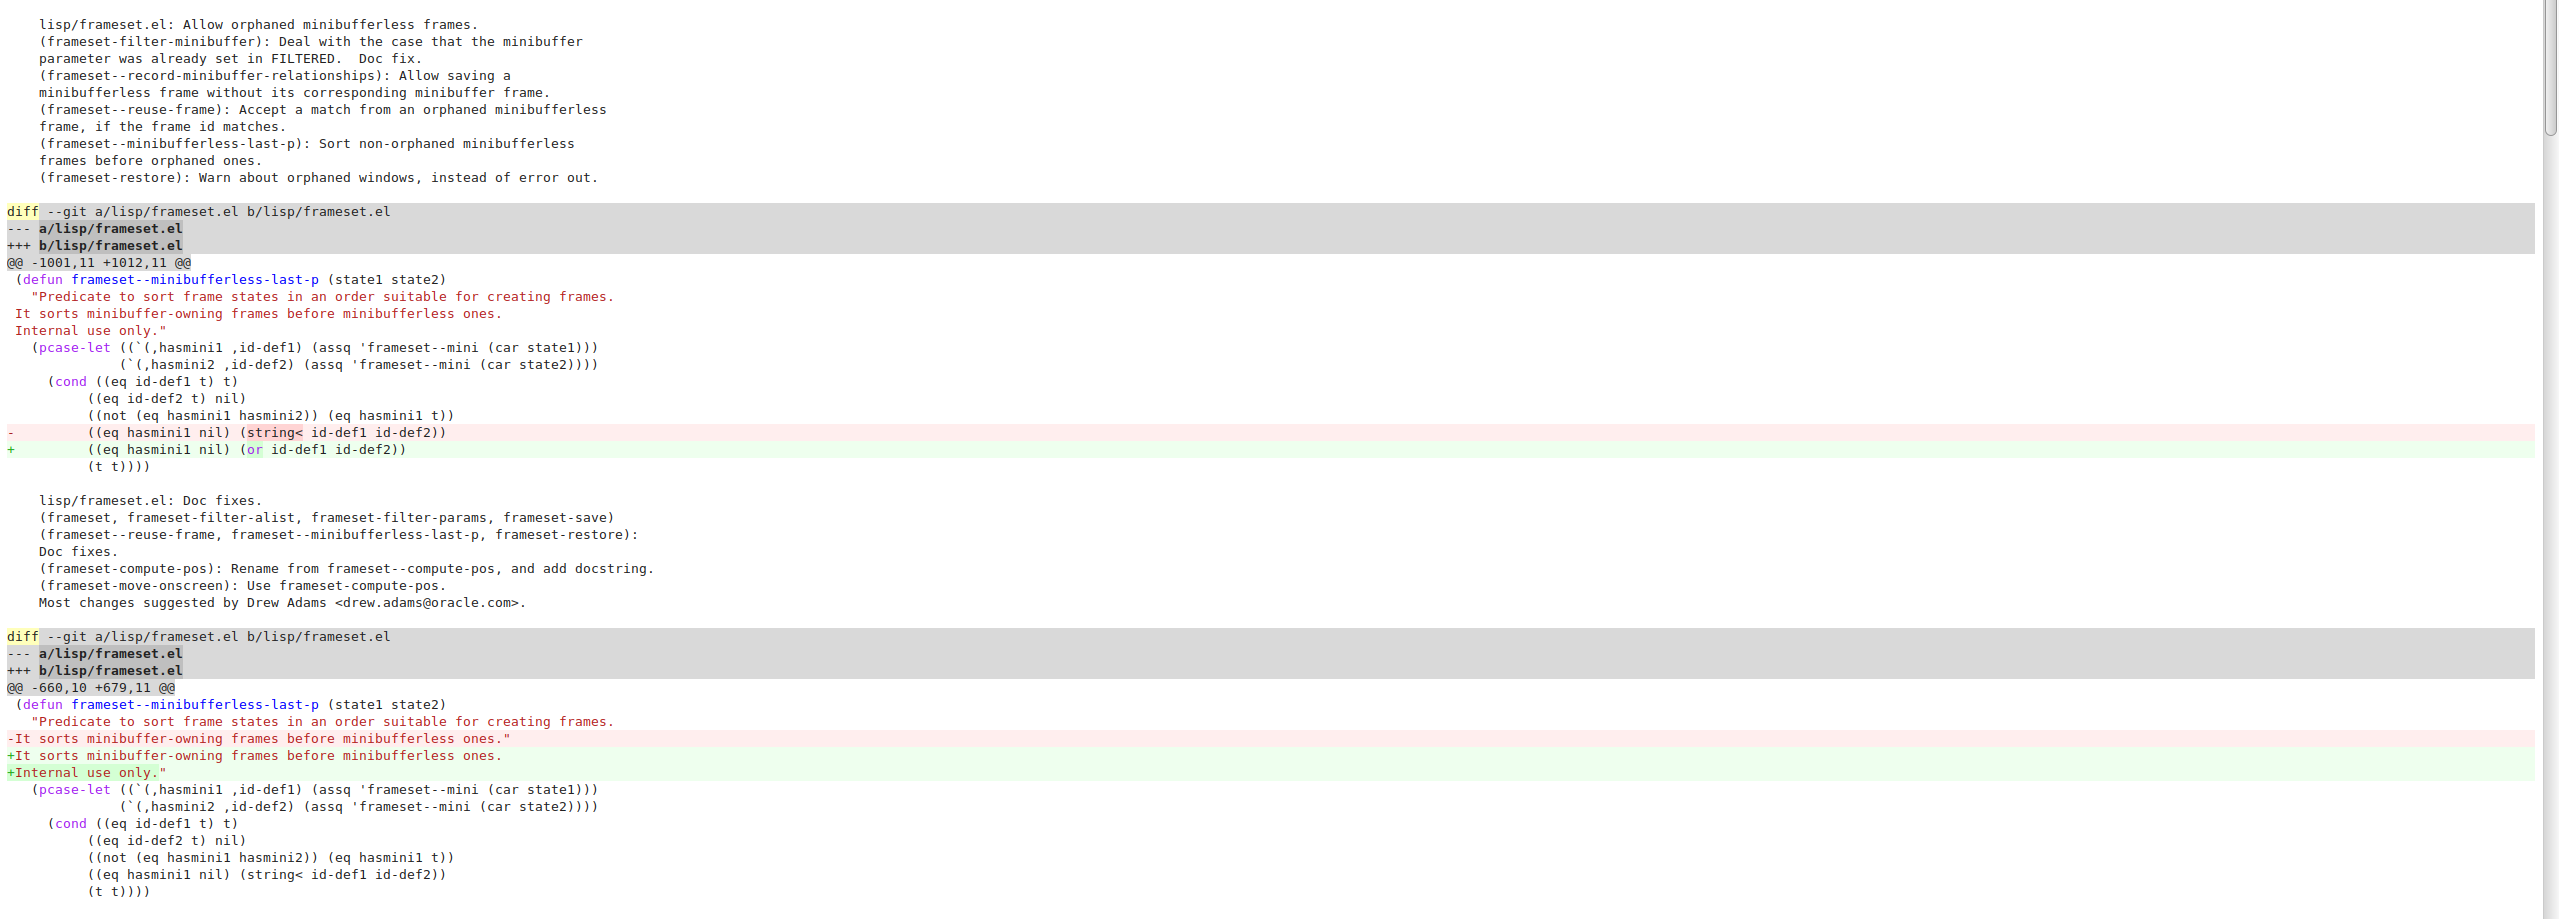 lisp/frameset.el: Allow orphaned minibufferless frames.
    (frameset-filter-minibuffer): Deal with the case that the minibuffer
    parameter was already set in FILTERED.  Doc fix.
    (frameset--record-minibuffer-relationships): Allow saving a
    minibufferless frame without its corresponding minibuffer frame.
    (frameset--reuse-frame): Accept a match from an orphaned minibufferless
    frame, if the frame id matches.
    (frameset--minibufferless-last-p): Sort non-orphaned minibufferless
    frames before orphaned ones.
    (frameset-restore): Warn about orphaned windows, instead of error out.

diff --git a/lisp/frameset.el b/lisp/frameset.el
--- a/lisp/frameset.el
+++ b/lisp/frameset.el
@@ -1001,11 +1012,11 @@
 (defun frameset--minibufferless-last-p (state1 state2)
   "Predicate to sort frame states in an order suitable for creating frames.
 It sorts minibuffer-owning frames before minibufferless ones.
 Internal use only."
   (pcase-let ((`(,hasmini1 ,id-def1) (assq 'frameset--mini (car state1)))
              (`(,hasmini2 ,id-def2) (assq 'frameset--mini (car state2))))
     (cond ((eq id-def1 t) t)
          ((eq id-def2 t) nil)
          ((not (eq hasmini1 hasmini2)) (eq hasmini1 t))
-         ((eq hasmini1 nil) (string< id-def1 id-def2))
+         ((eq hasmini1 nil) (or id-def1 id-def2))
          (t t))))

    lisp/frameset.el: Doc fixes.
    (frameset, frameset-filter-alist, frameset-filter-params, frameset-save)
    (frameset--reuse-frame, frameset--minibufferless-last-p, frameset-restore):
    Doc fixes.
    (frameset-compute-pos): Rename from frameset--compute-pos, and add docstring.
    (frameset-move-onscreen): Use frameset-compute-pos.
    Most changes suggested by Drew Adams <drew.adams@oracle.com>.

diff --git a/lisp/frameset.el b/lisp/frameset.el
--- a/lisp/frameset.el
+++ b/lisp/frameset.el
@@ -660,10 +679,11 @@
 (defun frameset--minibufferless-last-p (state1 state2)
   "Predicate to sort frame states in an order suitable for creating frames.
-It sorts minibuffer-owning frames before minibufferless ones."
+It sorts minibuffer-owning frames before minibufferless ones.
+Internal use only."
   (pcase-let ((`(,hasmini1 ,id-def1) (assq 'frameset--mini (car state1)))
              (`(,hasmini2 ,id-def2) (assq 'frameset--mini (car state2))))
     (cond ((eq id-def1 t) t)
          ((eq id-def2 t) nil)
          ((not (eq hasmini1 hasmini2)) (eq hasmini1 t))
          ((eq hasmini1 nil) (string< id-def1 id-def2))
          (t t))))